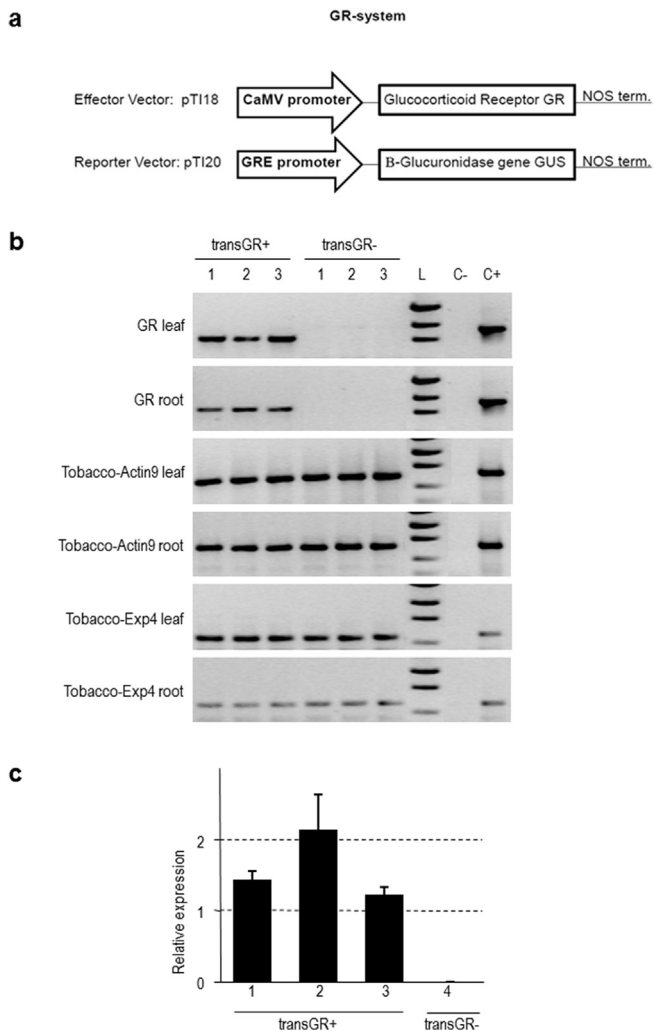 a
GR-system
Effector Vector: pTI18
CaMV promoter
Glucocorticoid Receptor GR
NOS term.
Reporter Vector: pTI20
GRE promoter
Β-Glucuronidase gene GUS
NOS term.
b
transGR+ transGR-
1 2 3 1 2 3 L C- C+
GR leaf
GR root
Tobacco-Actin9 leaf
Tobacco-Actin9 root
Tobacco-Exp4 leaf
Tobacco-Exp4 root
c
Relative expression
2
1
0
1 2 3 4
transGR+ transGR-